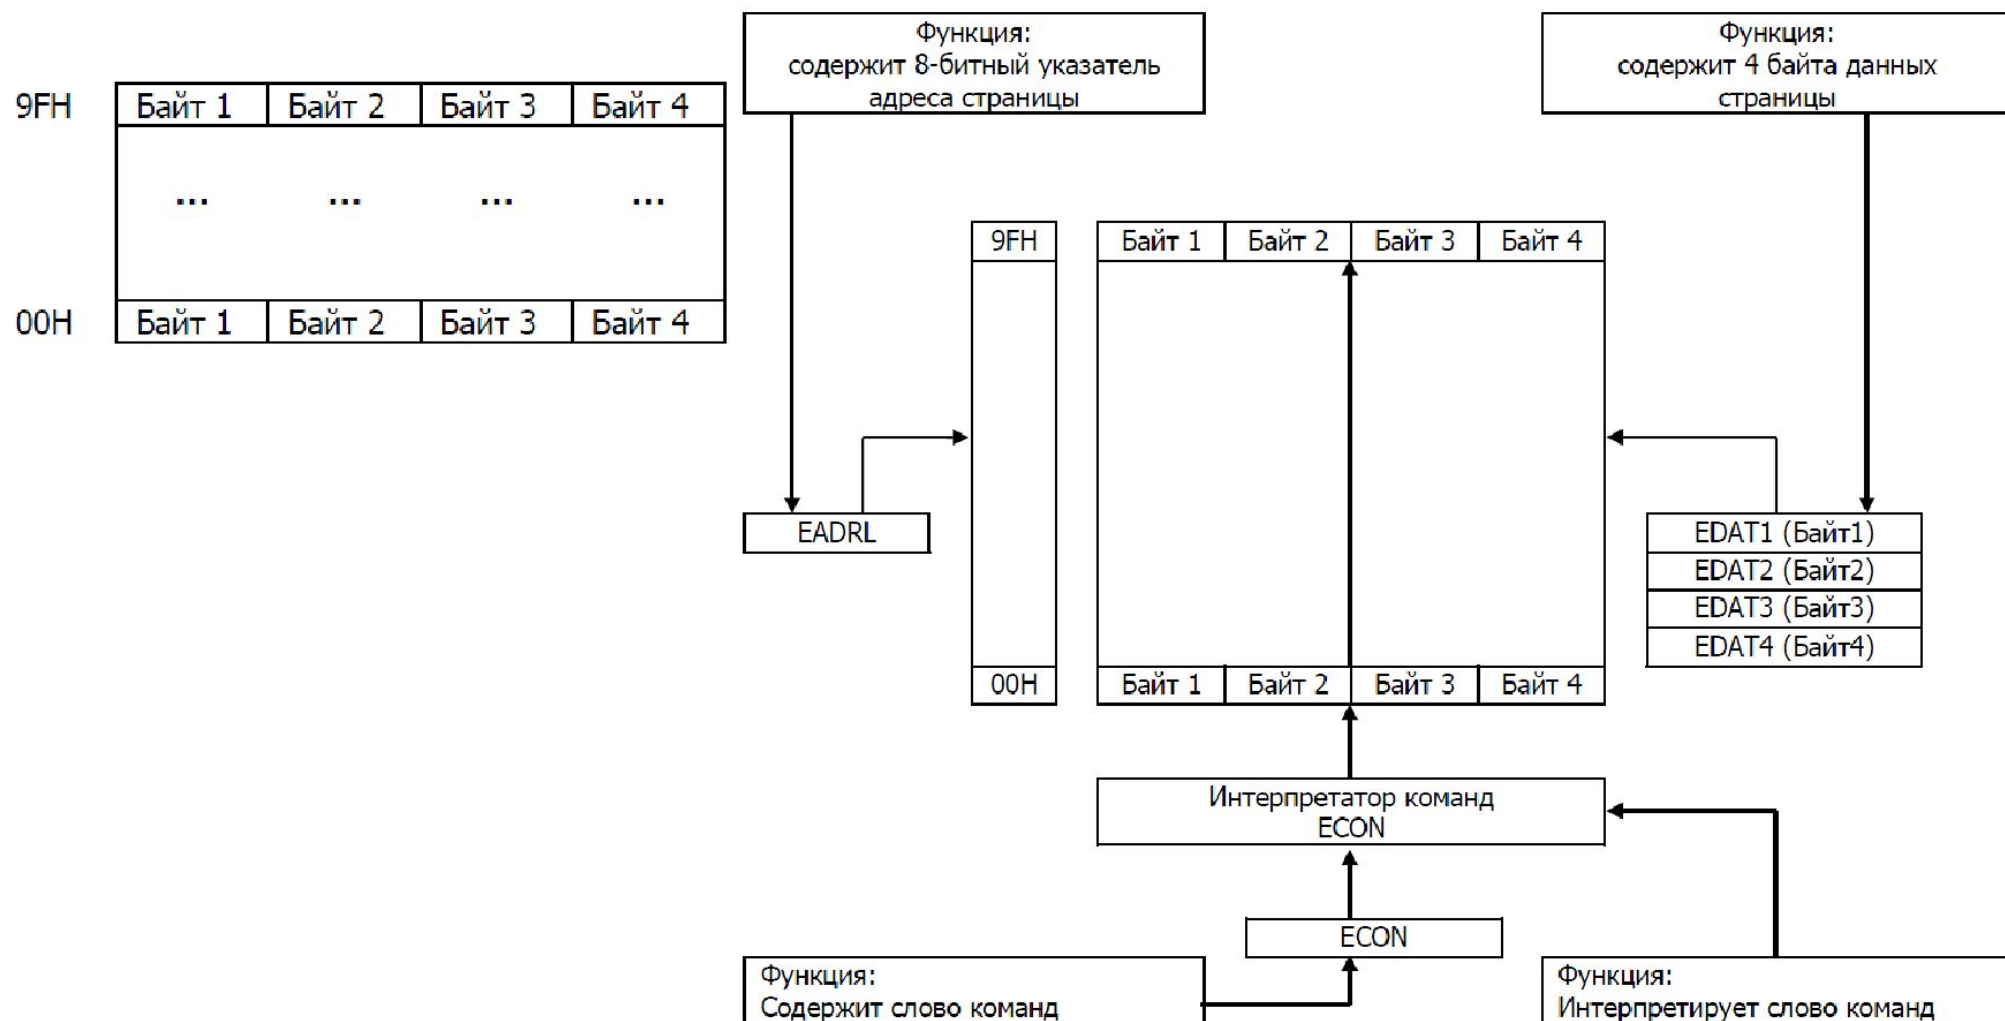 Функция:
содержит 8-битный указатель
адреса страницы
Функция:
содержит 4 байта данных
страницы
9FH Байт 1 Байт 2 Байт 3 Байт 4
... ... ... ...
00H Байт 1 Байт 2 Байт 3 Байт 4
9FH Байт 1 Байт 2 Байт 3 Байт 4
EADRL
EDAT1 (Байт1)
EDAT2 (Байт2)
EDAT3 (Байт3)
EDAT4 (Байт4)
00H Байт 1 Байт 2 Байт 3 Байт 4
Интерпретатор команд
ECON
ECON
Функция:
Содержит слово команд
Функция:
Интерпретирует слово команд